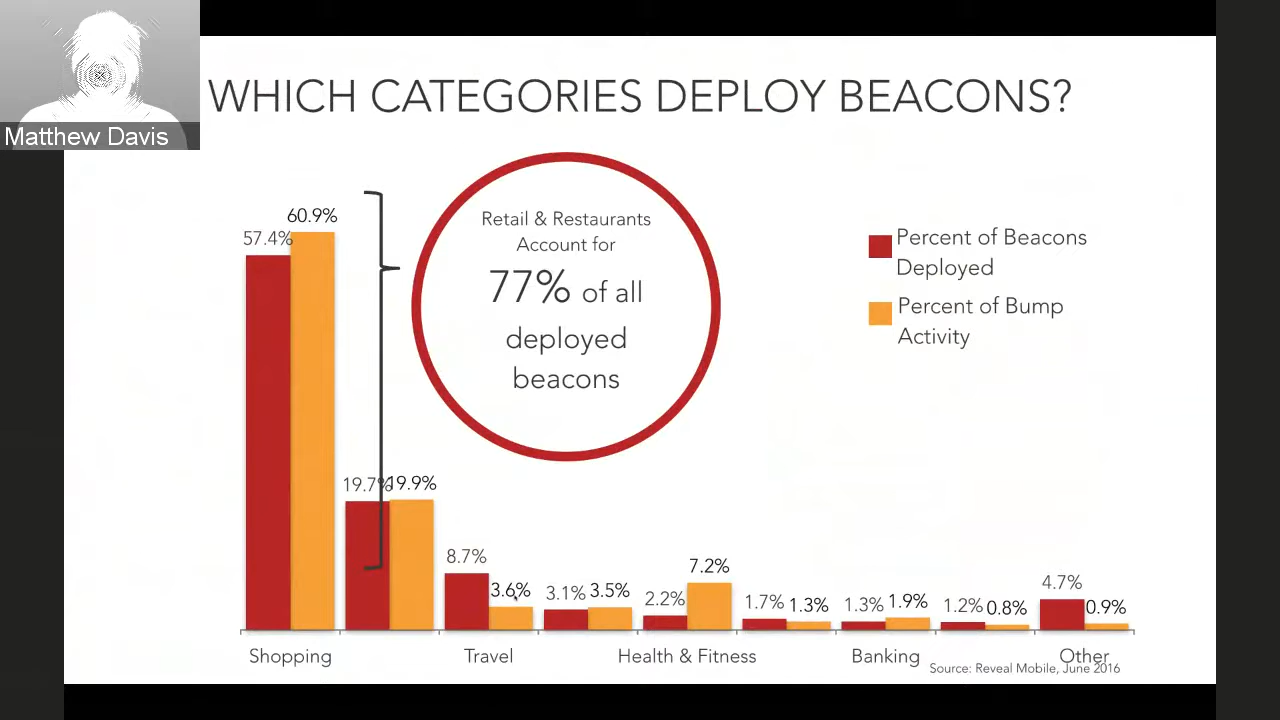 Matthew Davis
WHICH CATEGORIES DEPLOY BEACONS?
Retail & Restaurants
Account for
77% of all
deployed
beacons
Percent of Beacons
Deployed
Percent of Bump
Activity
57.4%
60.9%
19.7%
19.9%
8.7%
3.6%
3.1%
3.5%
2.2%
7.2%
1.7%
1.3%
1.3%
1.9%
1.2%
0.8%
4.7%
0.9%
Shopping
Travel
Health & Fitness
Banking
Other
Source: Reveal Mobile, June 2016